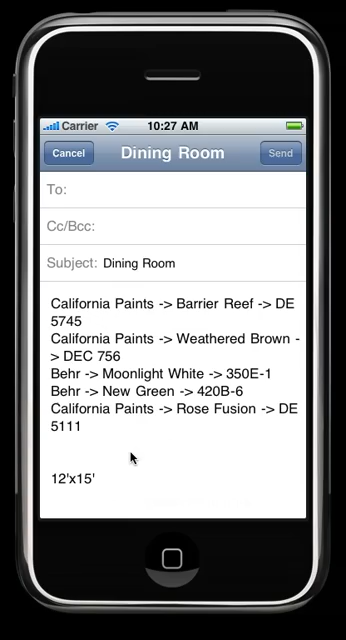 Carrier 10:27 AM
Cancel Dining Room Send
To:
Cc/Bcc:
Subject: Dining Room
California Paints -> Barrier Reef -> DE
5745
California Paints -> Weathered Brown -
> DEC 756
Behr -> Moonlight White -> 350E-1
Behr -> New Green -> 420B-6
California Paints -> Rose Fusion -> DE
5111
12'x15'